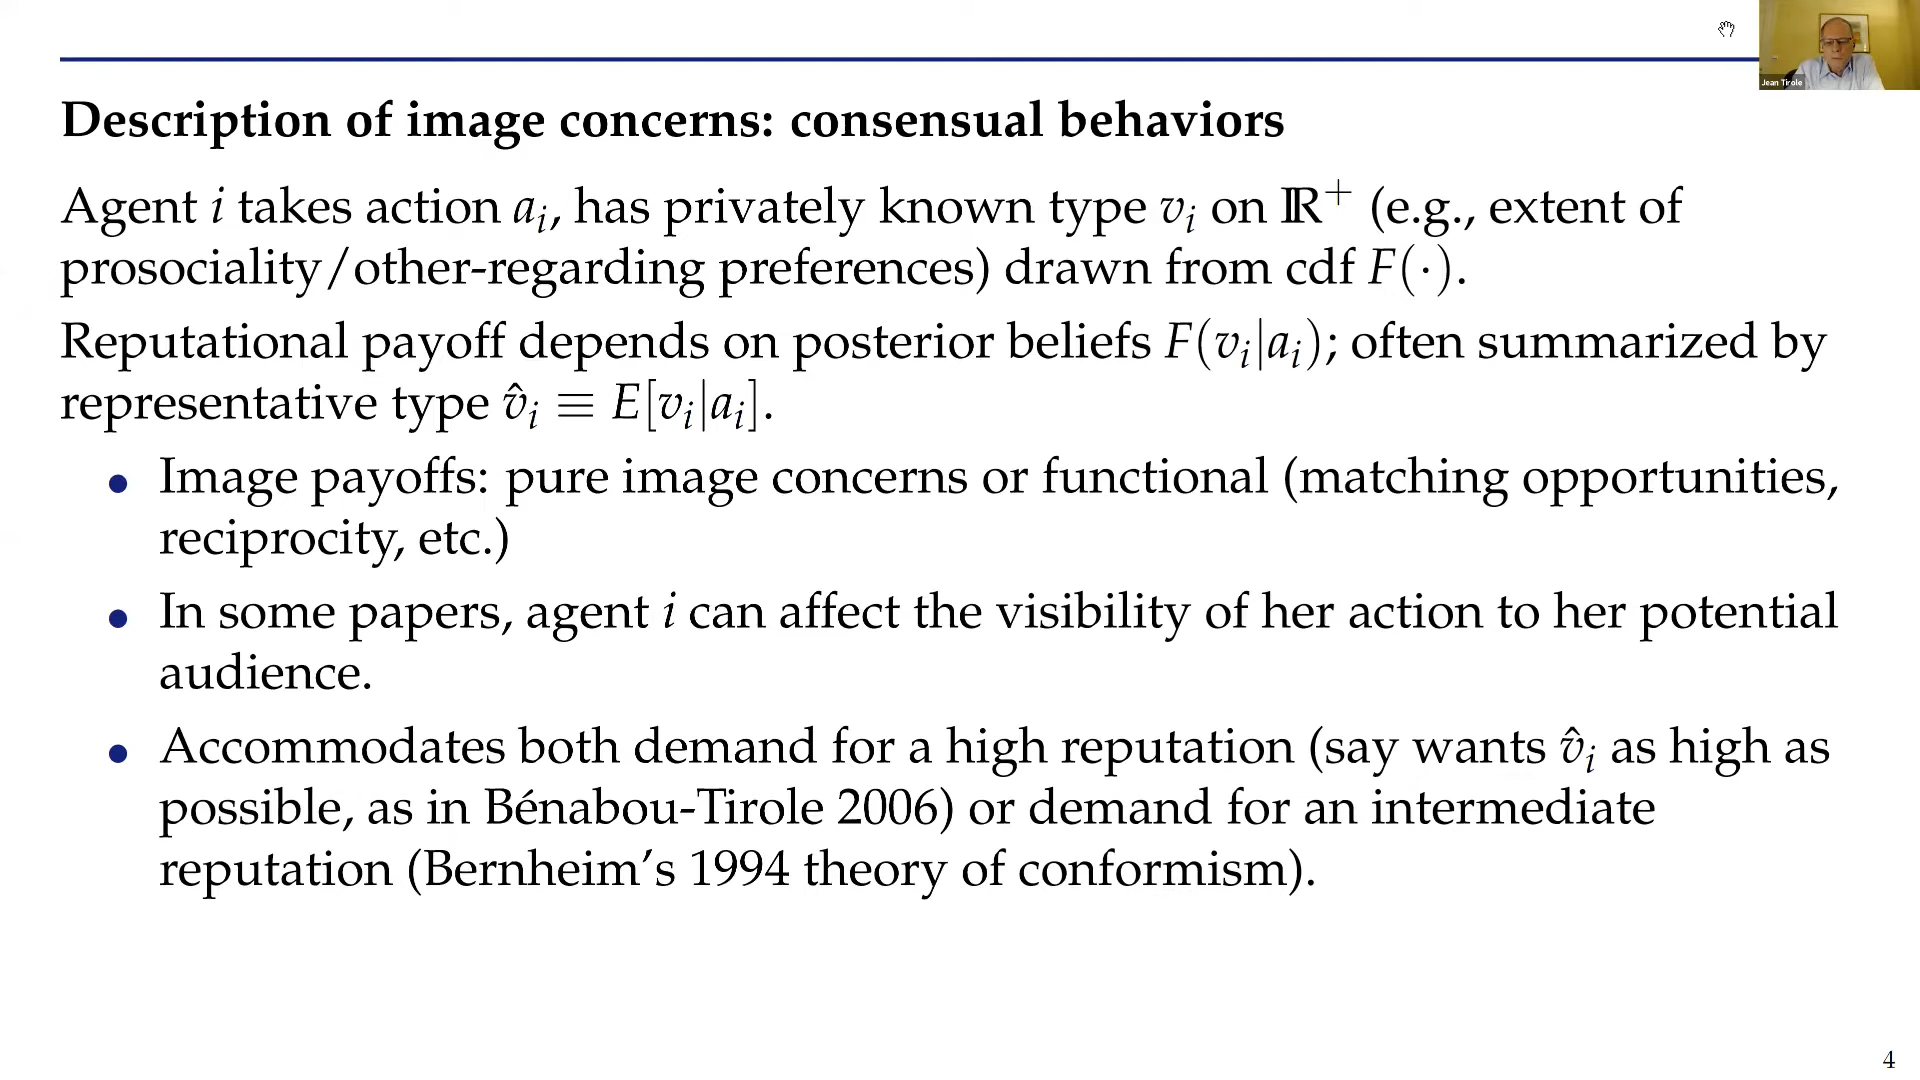 Jean Tirole
Description of image concerns: consensual behaviors
Agent i takes action aᵢ, has privately known type vᵢ on ℝ⁺ (e.g., extent of
prosociality/other-regarding preferences) drawn from cdf F(·).
Reputational payoff depends on posterior beliefs F(vᵢ|aᵢ); often summarized by
representative type v̂ᵢ ≡ E[vᵢ|aᵢ].
• Image payoffs: pure image concerns or functional (matching opportunities,
reciprocity, etc.)
• In some papers, agent i can affect the visibility of her action to her potential
audience.
• Accommodates both demand for a high reputation (say wants v̂ᵢ as high as
possible, as in Bénabou-Tirole 2006) or demand for an intermediate
reputation (Bernheim's 1994 theory of conformism).
4